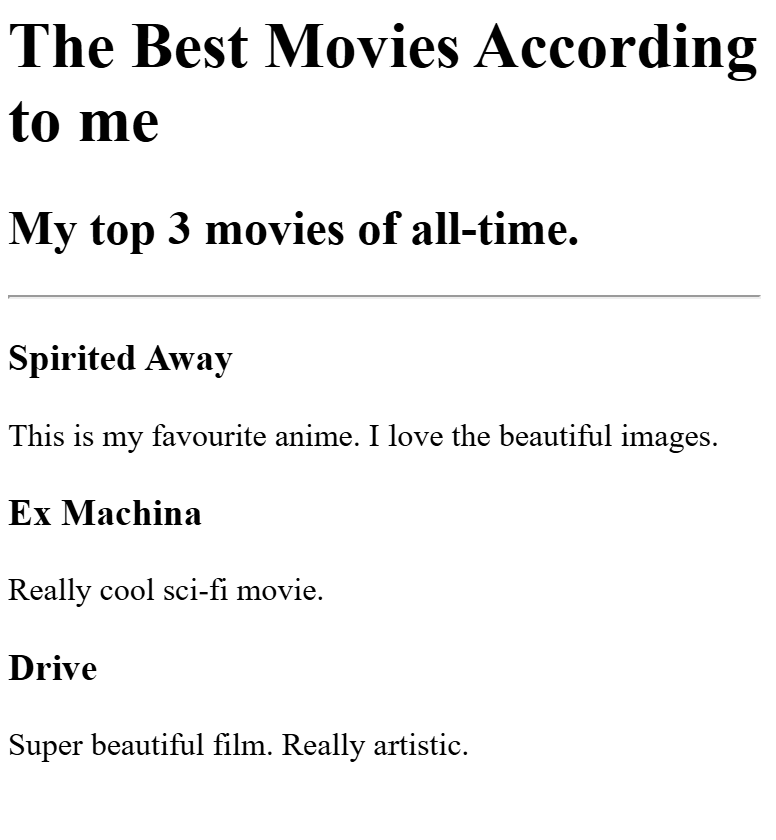 The Best Movies According
to me
My top 3 movies of all-time.
Spirited Away
This is my favourite anime. I love the beautiful images.
Ex Machina
Really cool sci-fi movie.
Drive
Super beautiful film. Really artistic.